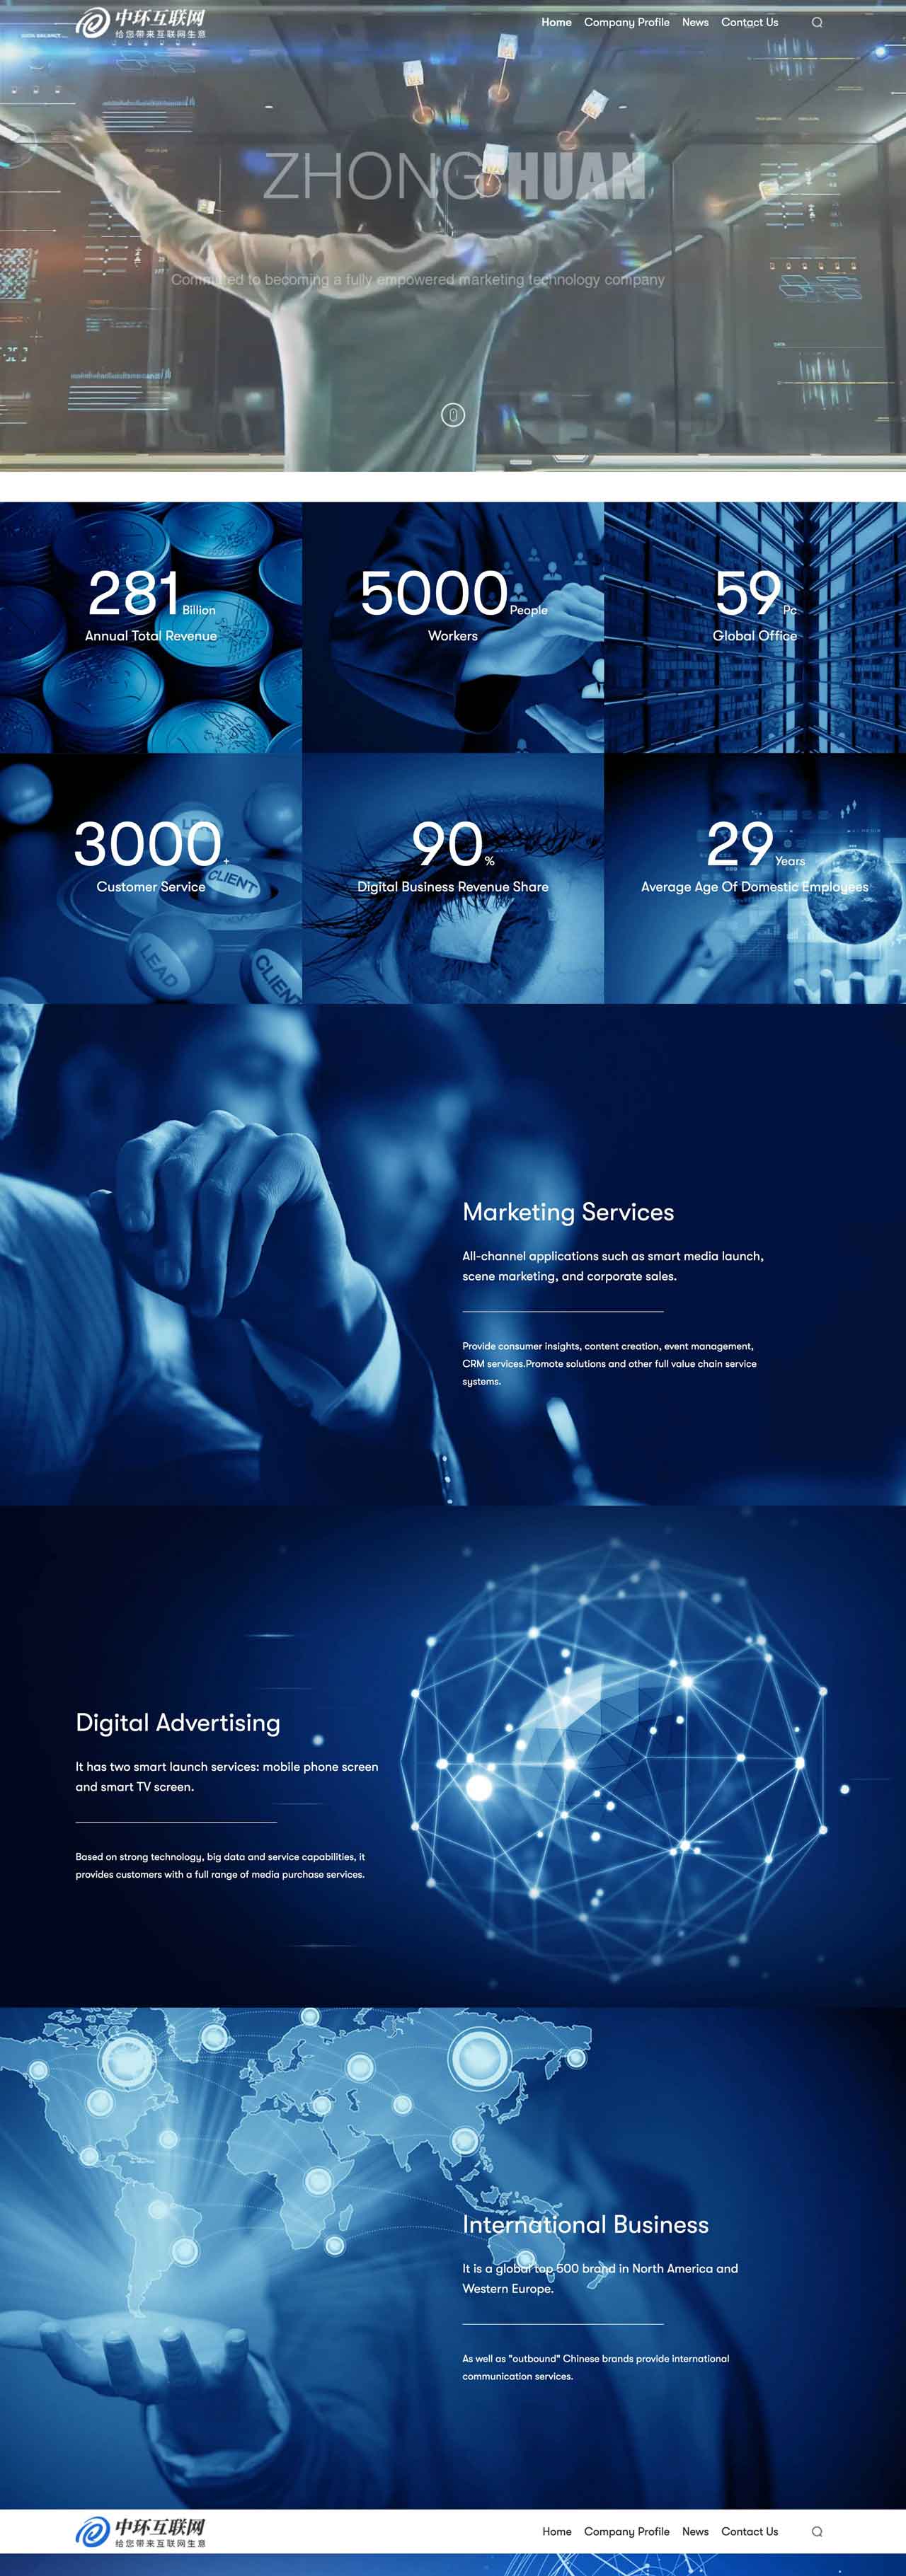 中环互联网
给您带来互联网生意
Home Company Profile News Contact Us
ZHONG HUAN
Committed to becoming a fully empowered marketing technology company
DATA
281 Billion
Annual Total Revenue
5000 People
Workers
59 Pc
Global Office
3000 +
Customer Service
CLIENT
LEAD
CLIENT
90 %
Digital Business Revenue Share
29 Years
Average Age Of Domestic Employees
Marketing Services
All-channel applications such as smart media launch,
scene marketing, and corporate sales.
Provide consumer insights, content creation, event management,
CRM services.Promote solutions and other full value chain service
systems.
Digital Advertising
It has two smart launch services: mobile phone screen
and smart TV screen.
Based on strong technology, big data and service capabilities, it
provides customers with a full range of media purchase services.
International Business
It is a global top 500 brand in North America and
Western Europe.
As well as "outbound" Chinese brands provide international
communication services.
中环互联网
给您带来互联网生意
Home Company Profile News Contact Us